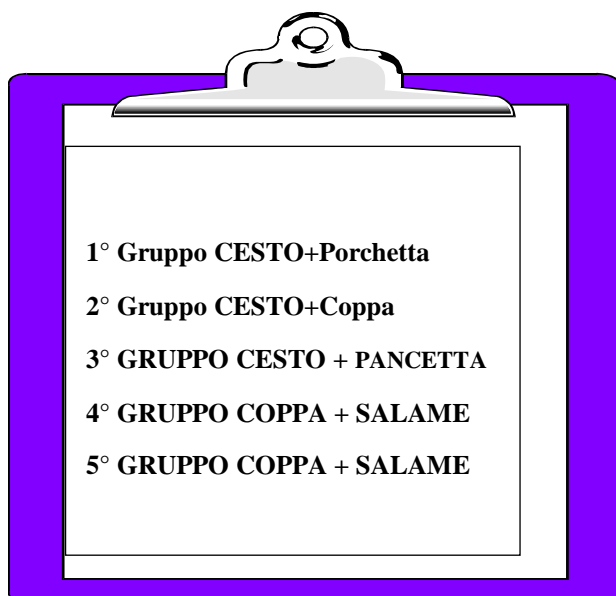 1° Gruppo CESTO+Porchetta
2° Gruppo CESTO+Coppa
3° GRUPPO CESTO + PANCETTA
4° GRUPPO COPPA + SALAME
5° GRUPPO COPPA + SALAME